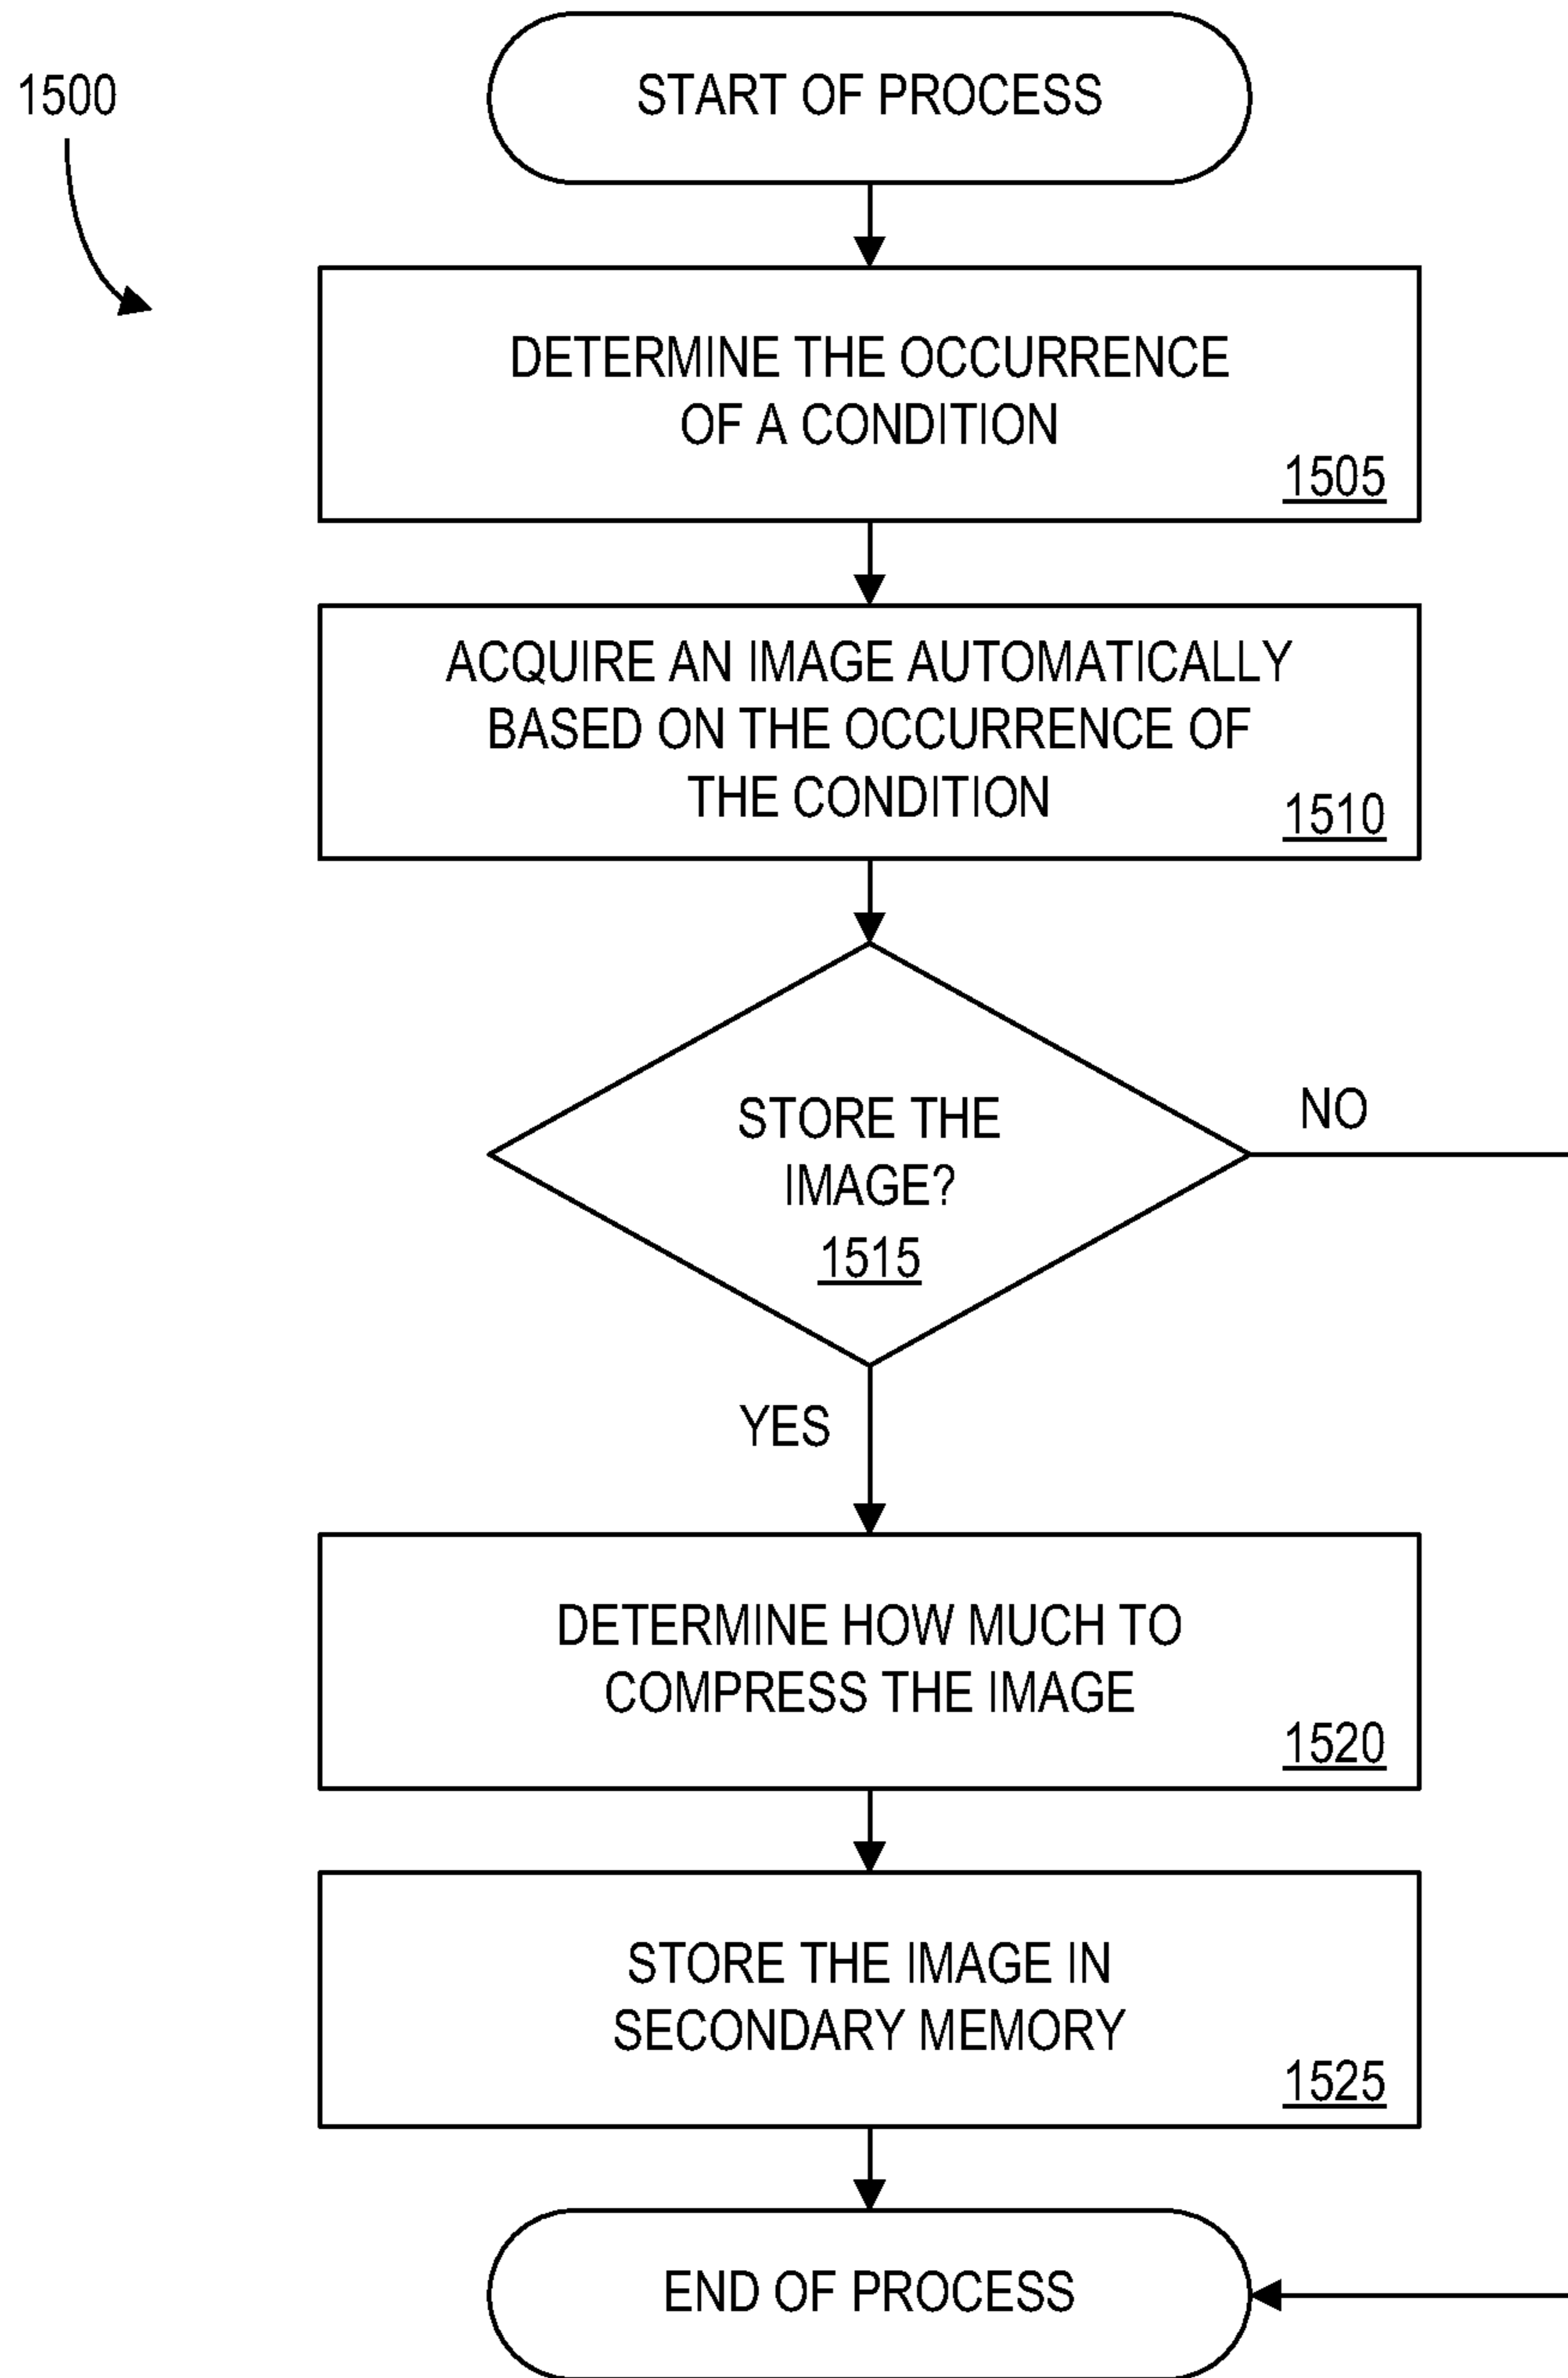 1500
START OF PROCESS
DETERMINE THE OCCURRENCE
OF A CONDITION
1505
ACQUIRE AN IMAGE AUTOMATICALLY
BASED ON THE OCCURRENCE OF
THE CONDITION
1510
STORE THE
IMAGE?
1515
NO
YES
DETERMINE HOW MUCH TO
COMPRESS THE IMAGE
1520
STORE THE IMAGE IN
SECONDARY MEMORY
1525
END OF PROCESS